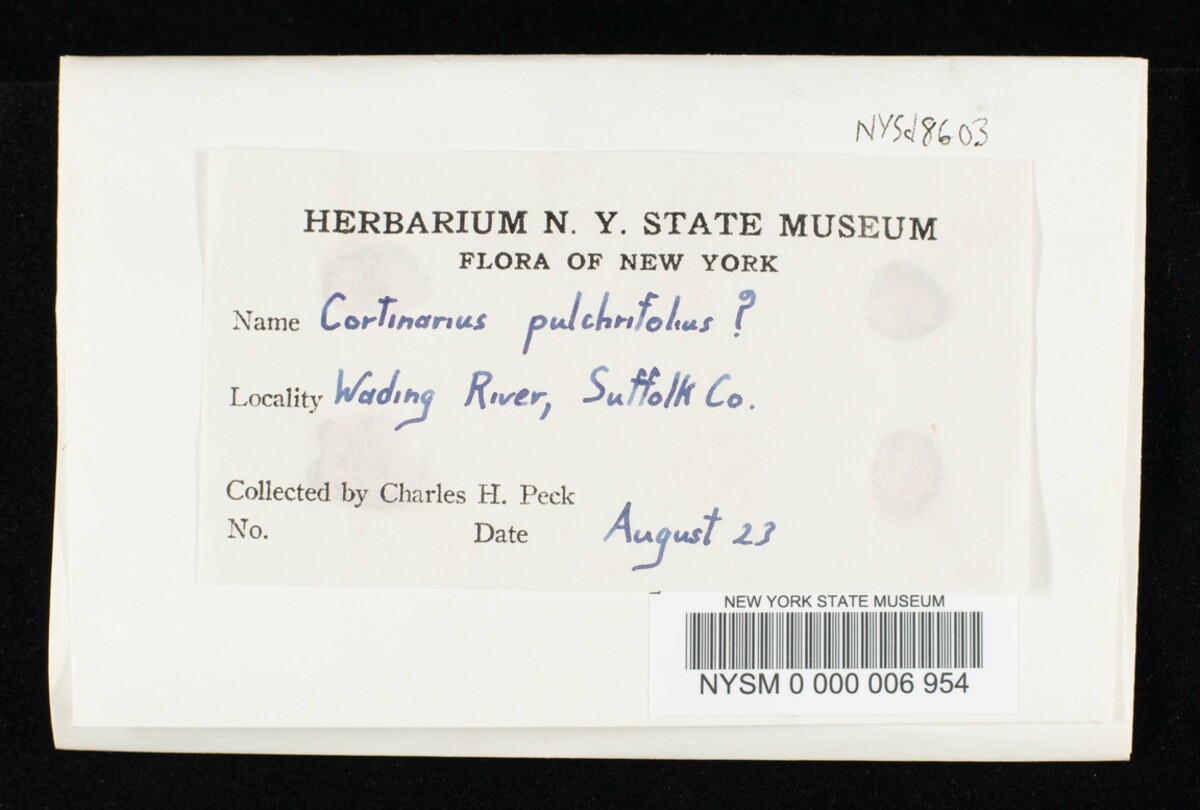 NYSd8603
HERBARIUM N. Y. STATE MUSEUM
FLORA OF NEW YORK
Name Cortinarius pulchrifolius ?
Locality Wading River, Suffolk Co.
Collected by Charles H. Peck
No. Date August 23
NEW YORK STATE MUSEUM
NYSM 0 000 006 954